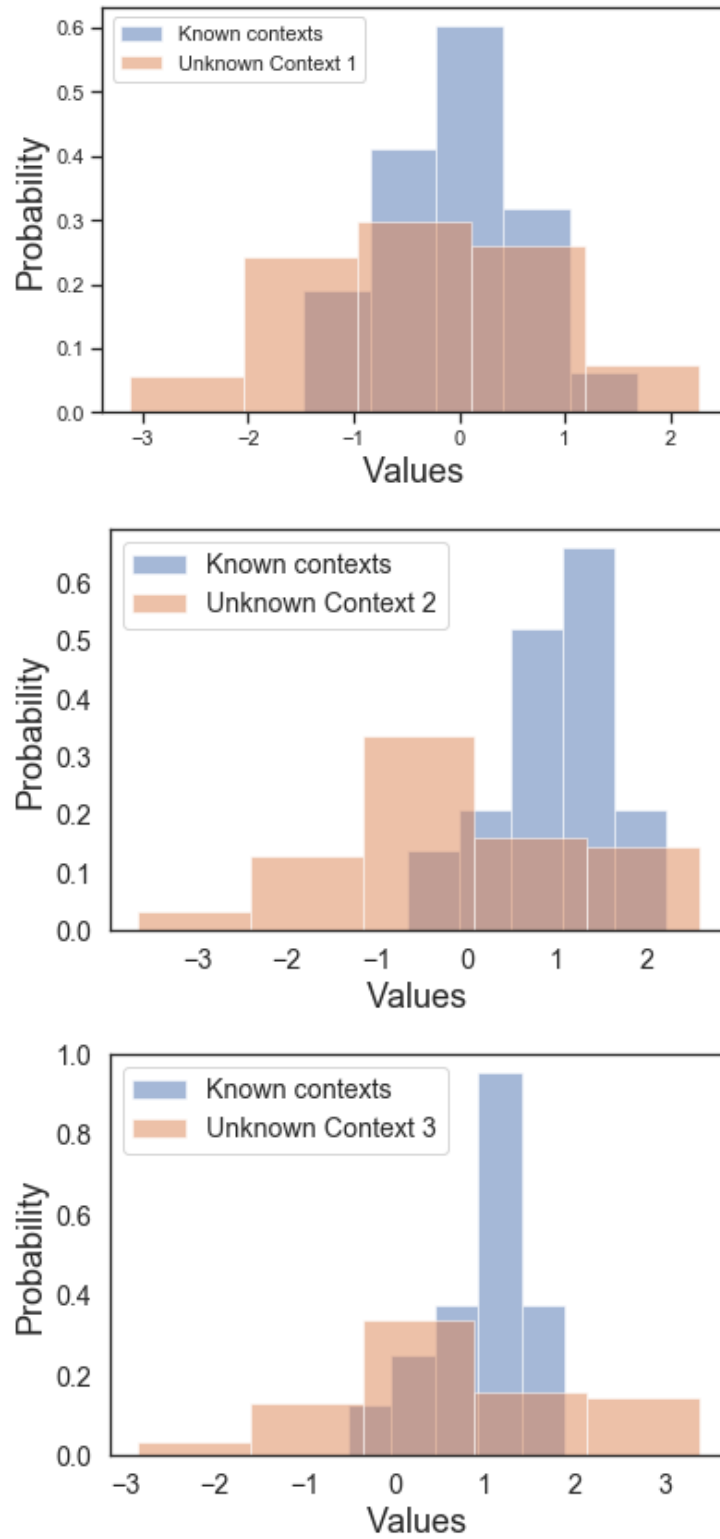 0.6
Known contexts
Unknown Context 1
0.5
0.4
0.3
0.2
0.1
0.0
Probability
−3 −2 −1 0 1 2
Values
Known contexts
Unknown Context 2
0.6
0.5
0.4
0.3
0.2
0.1
0.0
Probability
−3 −2 −1 0 1 2
Values
1.0
Known contexts
Unknown Context 3
0.8
0.6
0.4
0.2
0.0
Probability
−3 −2 −1 0 1 2 3
Values